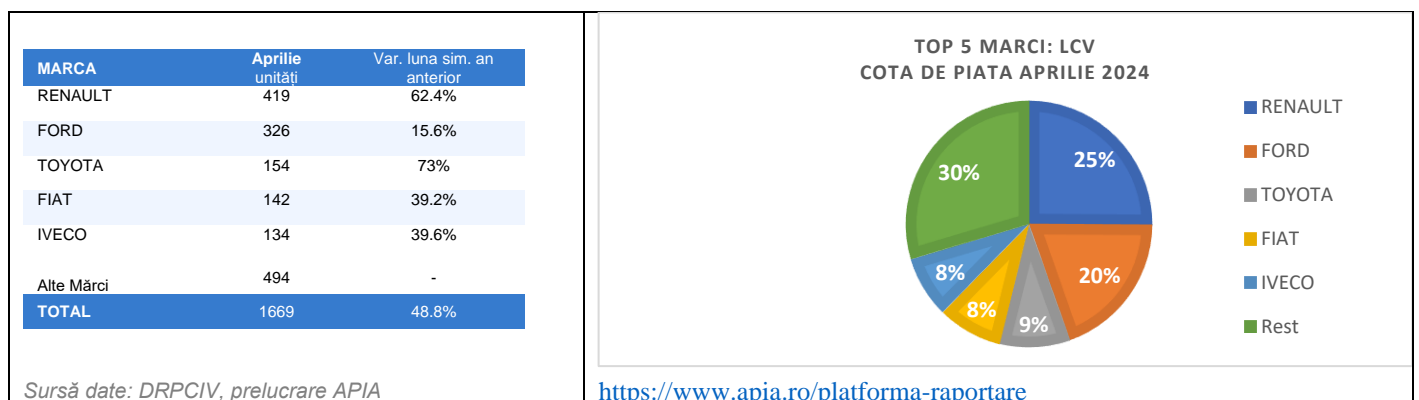 MARCA Aprilie unități Var. luna sim. an anterior
RENAULT 419 62.4%
FORD 326 15.6%
TOYOTA 154 73%
FIAT 142 39.2%
IVECO 134 39.6%
Alte Mărci 494 -
TOTAL 1669 48.8%
Sursă date: DRPCIV, prelucrare APIA
TOP 5 MARCI: LCV
COTA DE PIATA APRILIE 2024
25%
20%
9%
8%
8%
30%
RENAULT
FORD
TOYOTA
FIAT
IVECO
Rest
https://www.apia.ro/platforma-raportare